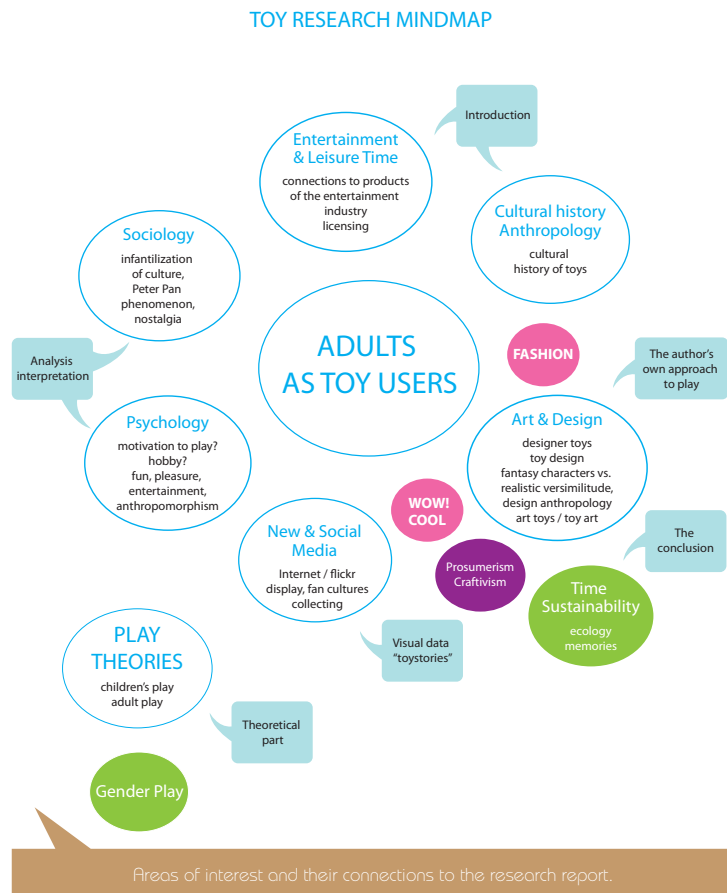 TOY RESEARCH MINDMAP
Introduction
Entertainment
& Leisure Time
connections to products
of the entertainment
industry
licensing
Cultural history
Anthropology
cultural
history of toys
Sociology
infantilization
of culture,
Peter Pan
phenomenon,
nostalgia
ADULTS
AS TOY USERS
FASHION
Analysis
interpretation
The author's
own approach
to play
Psychology
motivation to play?
hobby?
fun, pleasure,
entertainment,
anthropomorphism
Art & Design
designer toys
toy design
fantasy characters vs.
realistic versimilitude,
design anthropology
art toys / toy art
WOW!
COOL
New & Social
Media
Internet / flickr
display, fan cultures
collecting
Prosumerism
Craftivism
The
conclusion
Time
Sustainability
ecology
memories
PLAY
THEORIES
children's play
adult play
Visual data
"toystories"
Theoretical
part
Gender Play
Areas of interest and their connections to the research report.